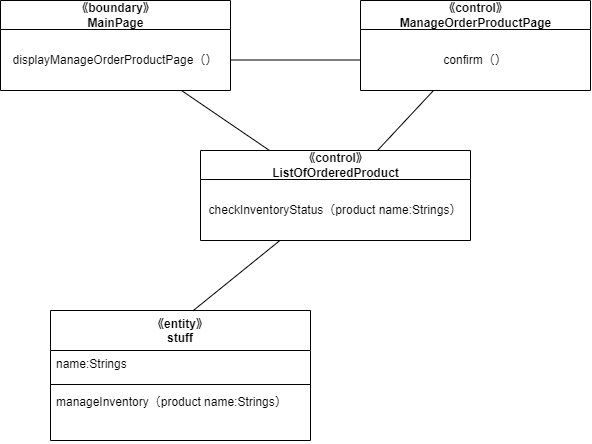 《boundary》
MainPage
displayManageOrderProductPage（）
《control》
ManageOrderProductPage
confirm（）
《control》
ListOfOrderedProduct
checkInventoryStatus（product name:Strings）
《entity》
stuff
name:Strings
manageInventory（product name:Strings）